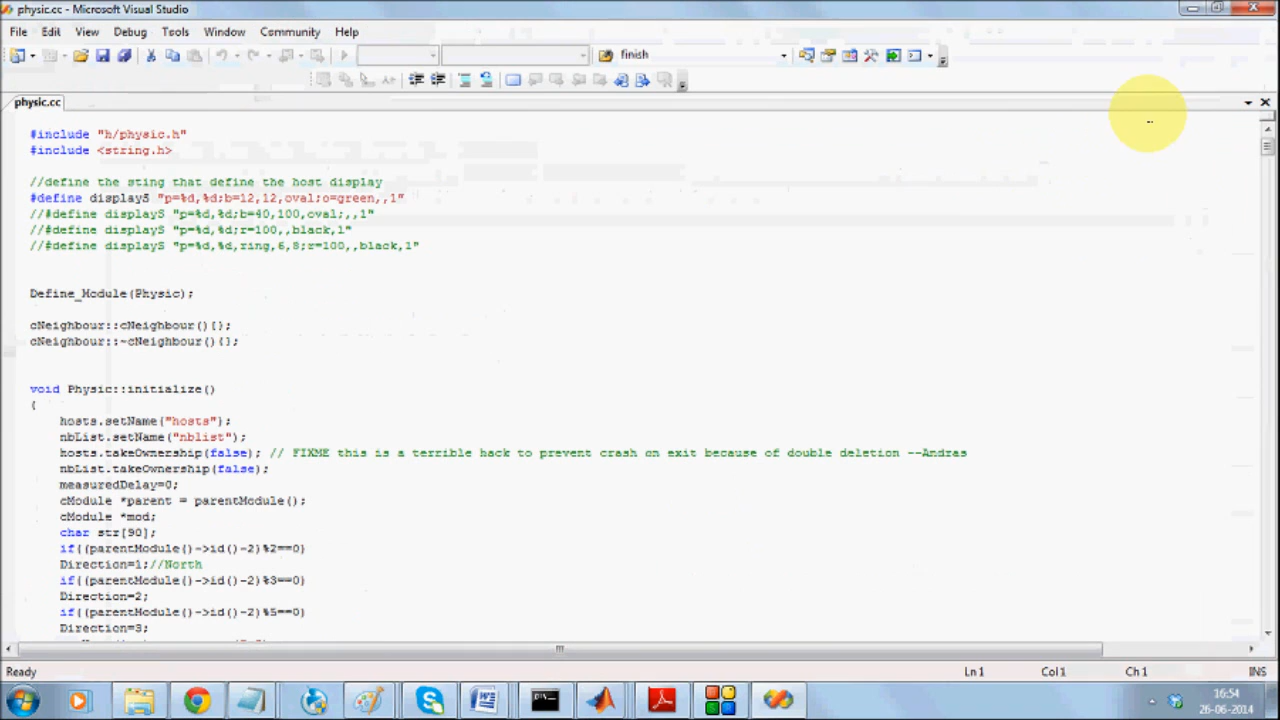 physic.cc - Microsoft Visual Studio
File Edit View Debug Tools Window Community Help
finish
physic.cc
#include "h/physic.h"
#include <string.h>
//define the sting that define the host display
#define displayS "p=%d,%d;b=12,12,oval;o=green,,1"
//#define displayS "p=%d,%d;b=40,100,oval;,,1"
//#define displayS "p=%d,%d;r=100,,black,1"
//#define displayS "p=%d,%d,ring,6,8;r=100,,black,1"
Define_Module(Physic);
cNeighbour::cNeighbour(){};
cNeighbour::~cNeighbour(){};
void Physic::initialize()
{
hosts.setName("hosts");
nbList.setName("nblist");
hosts.takeOwnership(false); // FIXME this is a terrible hack to prevent crash on exit because of double deletion --Andras
nbList.takeOwnership(false);
measuredDelay=0;
cModule *parent = parentModule();
cModule *mod;
char str[90];
if((parentModule()->id()-2)%2==0)
Direction=1;//North
if((parentModule()->id()-2)%3==0)
Direction=2;
if((parentModule()->id()-2)%5==0)
Direction=3;
Ready Ln 1 Col 1 Ch 1 INS
16:54
26-06-2014